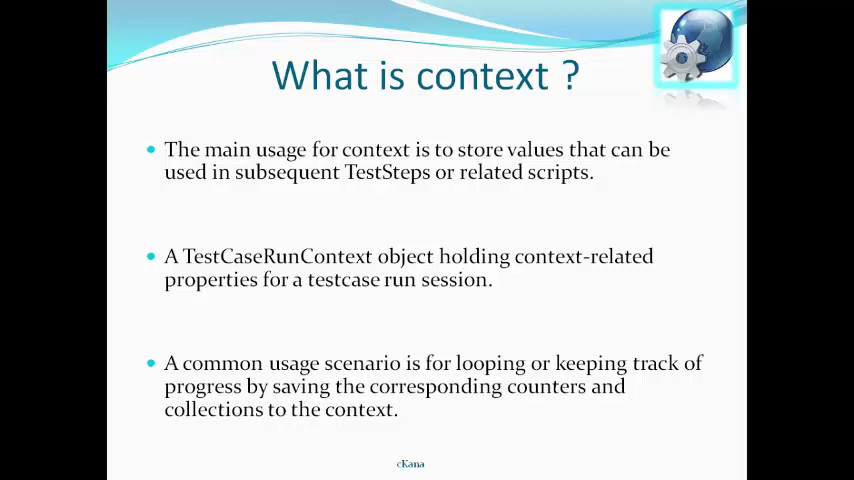 What is context ?
• The main usage for context is to store values that can be
used in subsequent TestSteps or related scripts.
• A TestCaseRunContext object holding context-related
properties for a testcase run session.
• A common usage scenario is for looping or keeping track of
progress by saving the corresponding counters and
collections to the context.
cKana